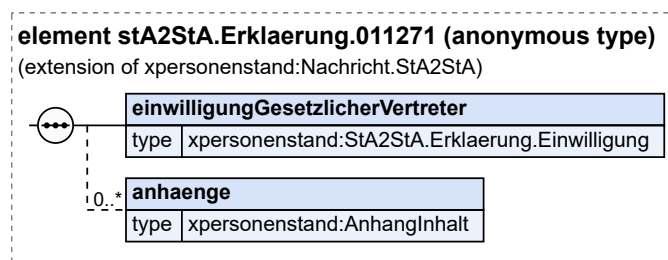 element stA2StA.Erklaerung.011271 (anonymous type)
(extension of xpersonenstand:Nachricht.StA2StA)
einwilligungGesetzlicherVertreter
type xpersonenstand:StA2StA.Erklaerung.Einwilligung
0..* anhaenge
type xpersonenstand:AnhangInhalt